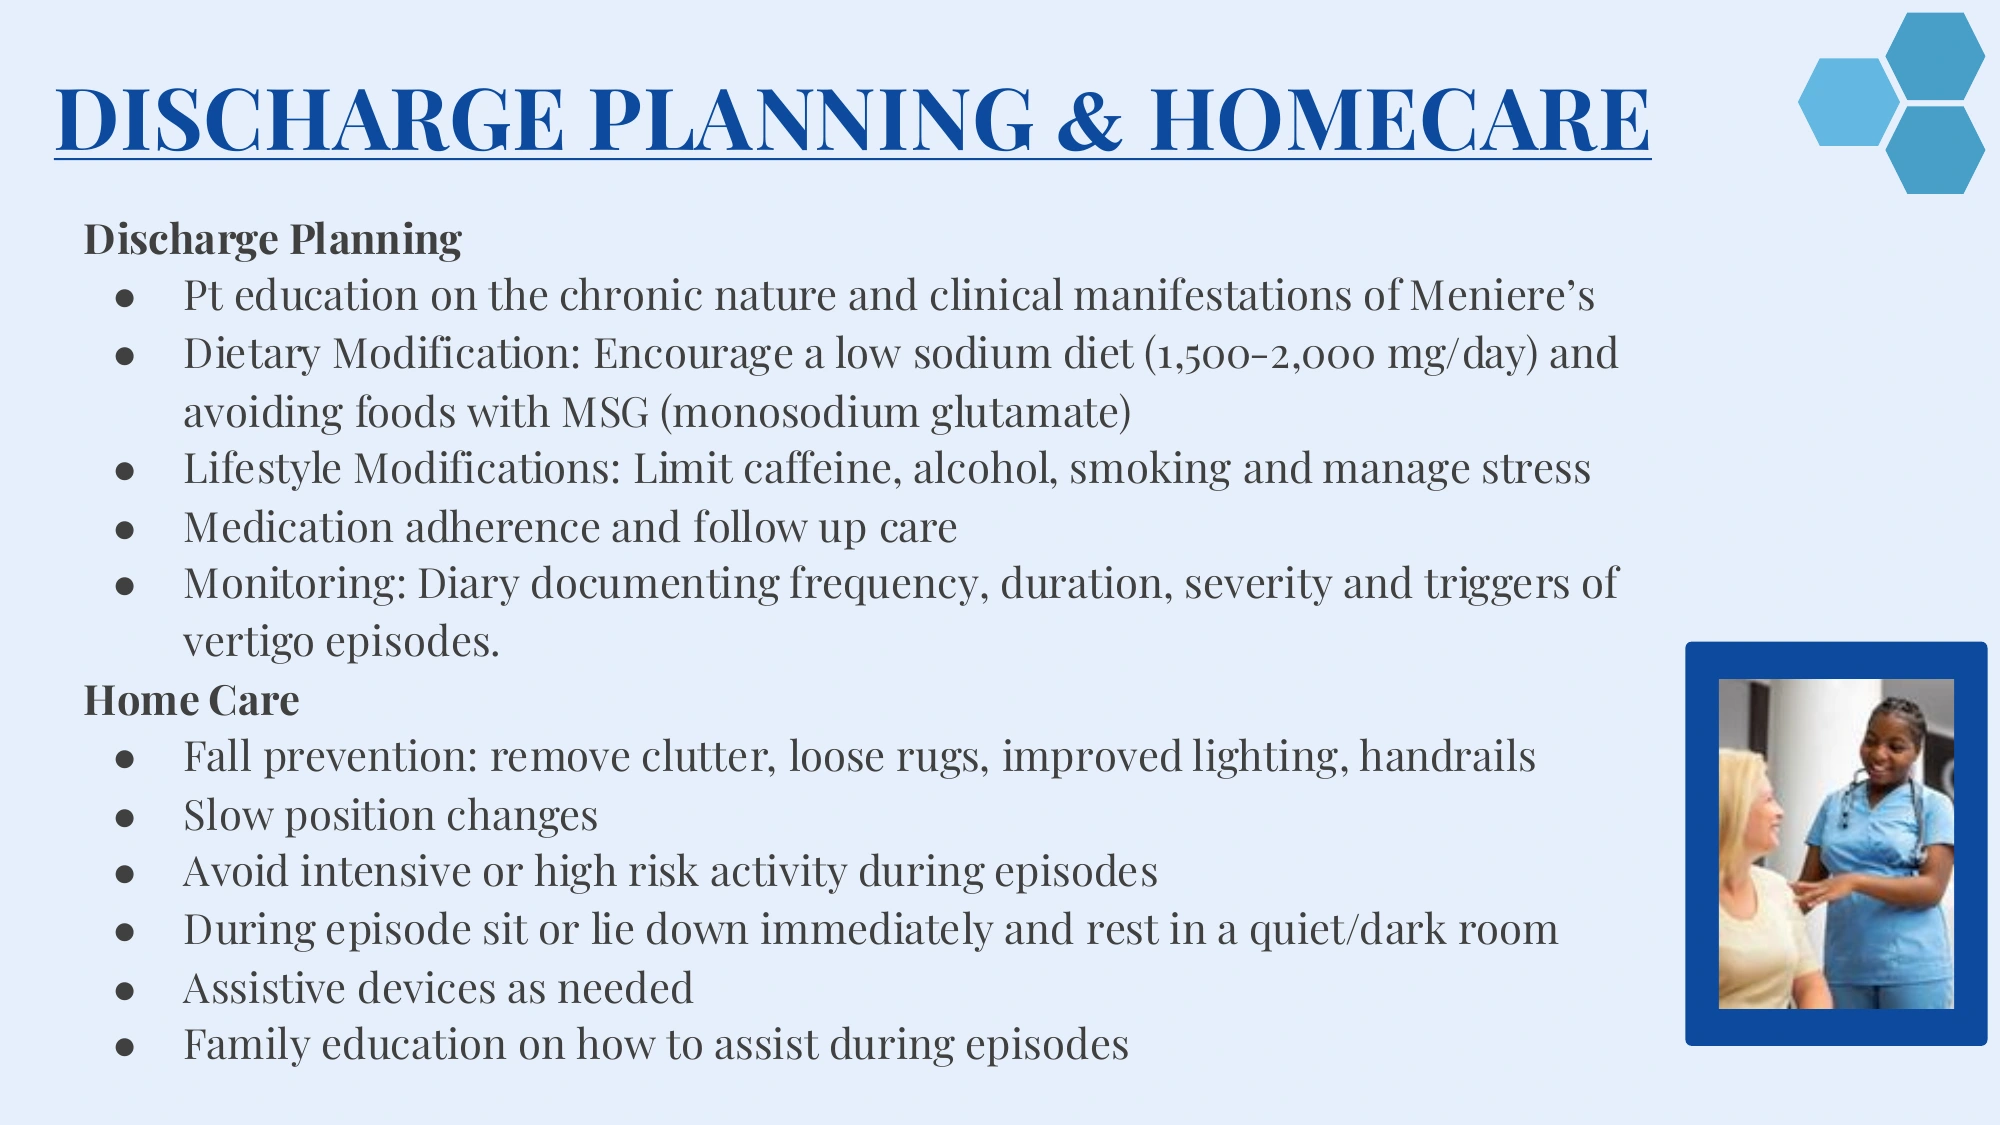 DISCHARGE PLANNING & HOMECARE
Discharge Planning
● Pt education on the chronic nature and clinical manifestations of Meniere’s
● Dietary Modification: Encourage a low sodium diet (1,500-2,000 mg/day) and
avoiding foods with MSG (monosodium glutamate)
● Lifestyle Modifications: Limit caffeine, alcohol, smoking and manage stress
● Medication adherence and follow up care
● Monitoring: Diary documenting frequency, duration, severity and triggers of
vertigo episodes.
Home Care
● Fall prevention: remove clutter, loose rugs, improved lighting, handrails
● Slow position changes
● Avoid intensive or high risk activity during episodes
● During episode sit or lie down immediately and rest in a quiet/dark room
● Assistive devices as needed
● Family education on how to assist during episodes